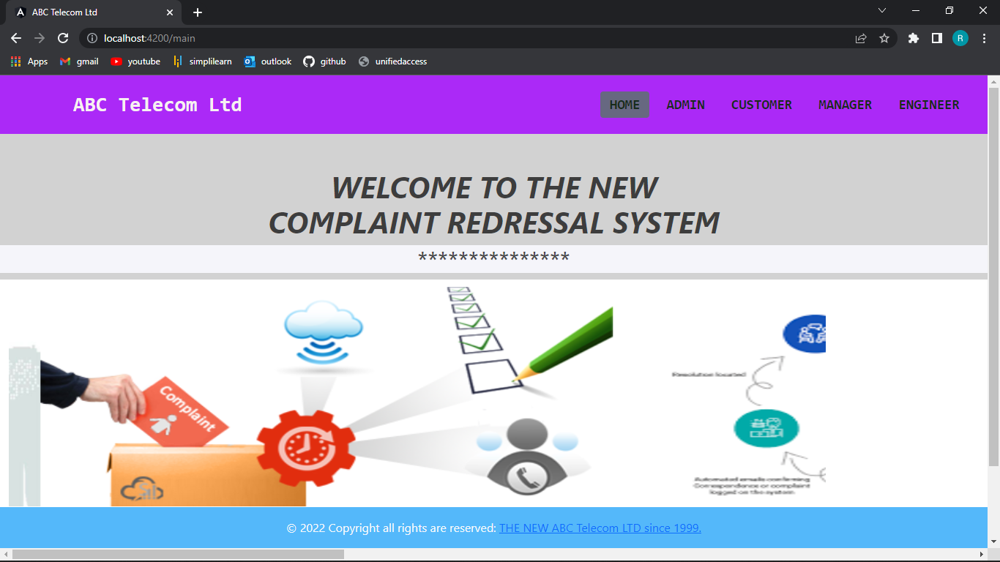 ABC Telecom Ltd
localhost:4200/main
R
Apps gmail youtube simplilearn outlook github unifiedaccess
ABC Telecom Ltd HOME ADMIN CUSTOMER MANAGER ENGINEER
WELCOME TO THE NEW
COMPLAINT REDRESSAL SYSTEM
***************
Complaint
Resolution located
Automated emails confirming
Correspondence or complaint
logged on the system
© 2022 Copyright all rights are reserved: THE NEW ABC Telecom LTD since 1999.